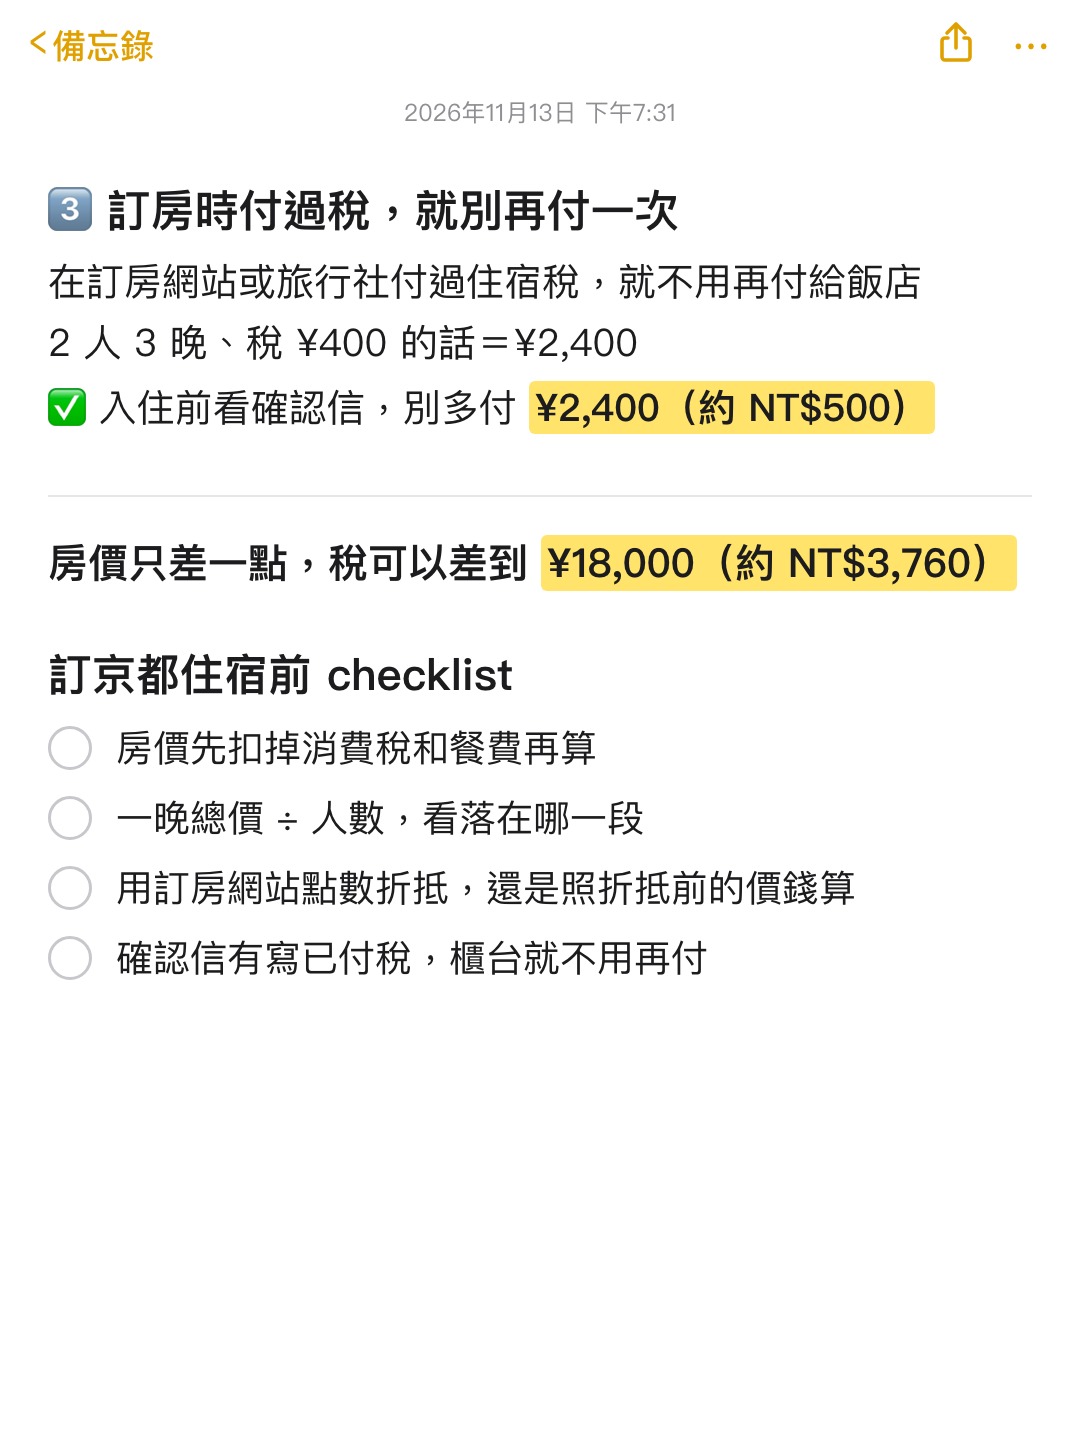 備忘錄
2026年11月13日 下午7:31
3️⃣ 訂房時付過稅，就別再付一次
在訂房網站或旅行社付過住宿稅，就不用再付給飯店
2 人 3 晚、稅 ¥400 的話＝¥2,400
✅ 入住前看確認信，別多付 ¥2,400（約 NT$500）
房價只差一點，稅可以差到 ¥18,000（約 NT$3,760）
訂京都住宿前 checklist
房價先扣掉消費稅和餐費再算
一晚總價 ÷ 人數，看落在哪一段
用訂房網站點數折抵，還是照折抵前的價錢算
確認信有寫已付稅，櫃台就不用再付